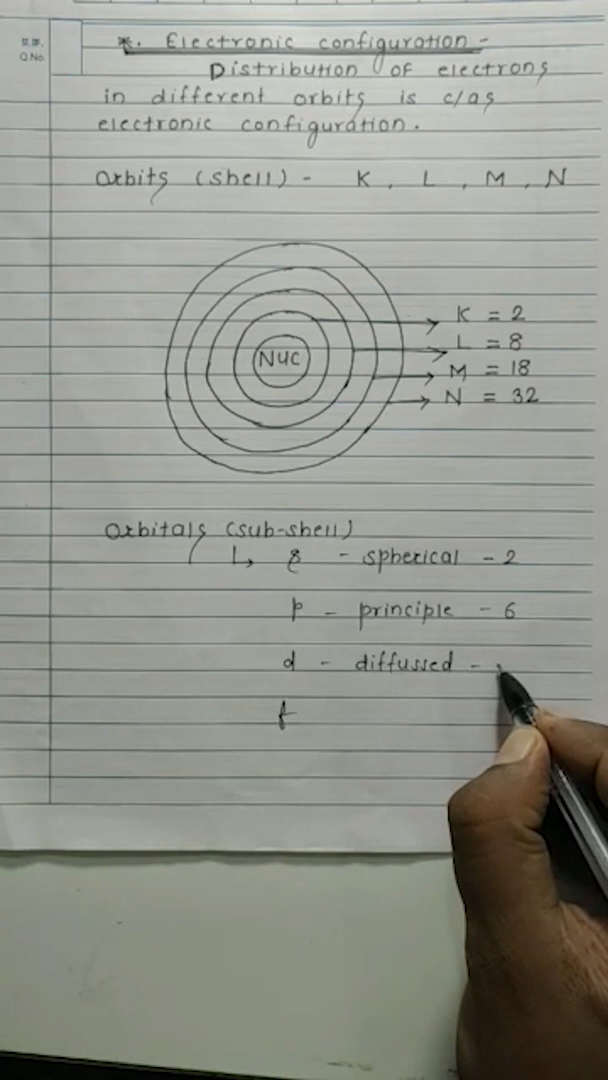 प्र.क्र.
Q.No.
*. Electronic configuration -
Distribution of electrons
in different orbits is c/as
electronic configuration.
Orbits (shell) - K, L, M, N
Nuc
K = 2
L = 8
M = 18
N = 32
Orbitals (sub-shell)
s - spherical - 2
p - principle - 6
d - diffussed -
f